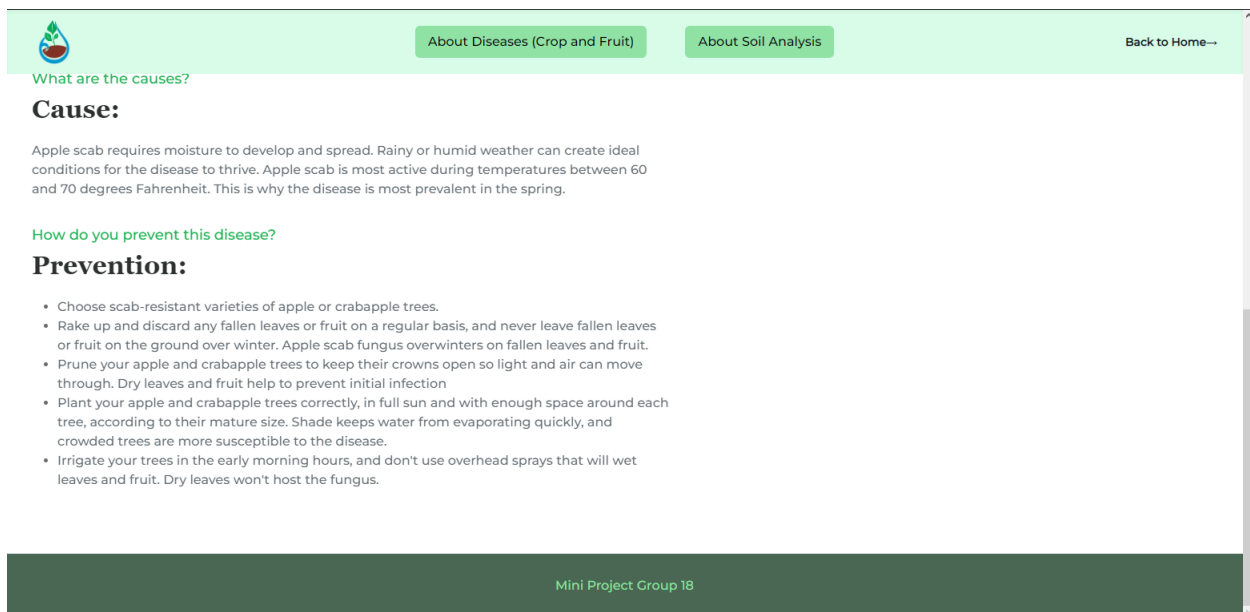 About Diseases (Crop and Fruit)
About Soil Analysis
Back to Home→
What are the causes?
Cause:
Apple scab requires moisture to develop and spread. Rainy or humid weather can create ideal
conditions for the disease to thrive. Apple scab is most active during temperatures between 60
and 70 degrees Fahrenheit. This is why the disease is most prevalent in the spring.
How do you prevent this disease?
Prevention:
• Choose scab-resistant varieties of apple or crabapple trees.
• Rake up and discard any fallen leaves or fruit on a regular basis, and never leave fallen leaves
or fruit on the ground over winter. Apple scab fungus overwinters on fallen leaves and fruit.
• Prune your apple and crabapple trees to keep their crowns open so light and air can move
through. Dry leaves and fruit help to prevent initial infection
• Plant your apple and crabapple trees correctly, in full sun and with enough space around each
tree, according to their mature size. Shade keeps water from evaporating quickly, and
crowded trees are more susceptible to the disease.
• Irrigate your trees in the early morning hours, and don't use overhead sprays that will wet
leaves and fruit. Dry leaves won't host the fungus.
Mini Project Group 18